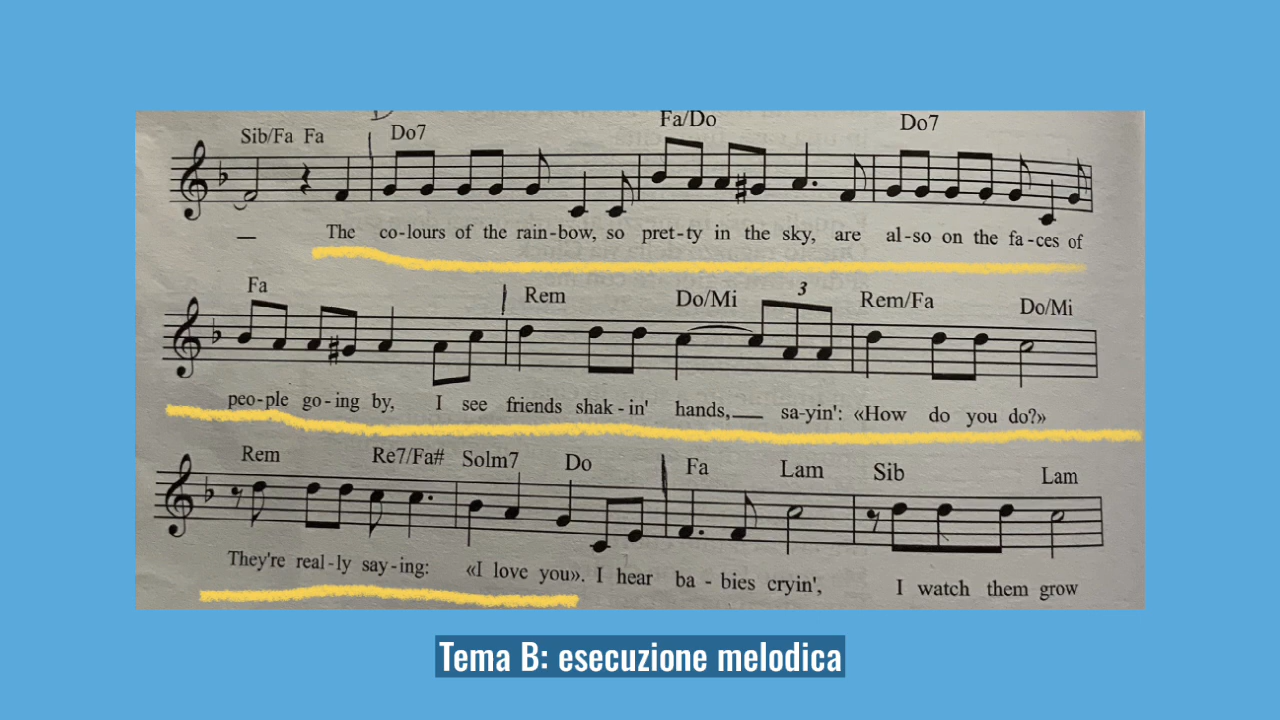 Sib/Fa Fa Do7 Fa/Do Do7
The co-lours of the rain-bow, so pret-ty in the sky, are al-so on the fa-ces of
Fa Rem Do/Mi 3 Rem/Fa Do/Mi
peo-ple go-ing by, I see friends shak-in' hands,__ sa-yin': «How do you do?»
Rem Re7/Fa# Solm7 Do Fa Lam Sib Lam
They're real-ly say-ing: «I love you». I hear ba-bies cryin', I watch them grow
Tema B: esecuzione melodica